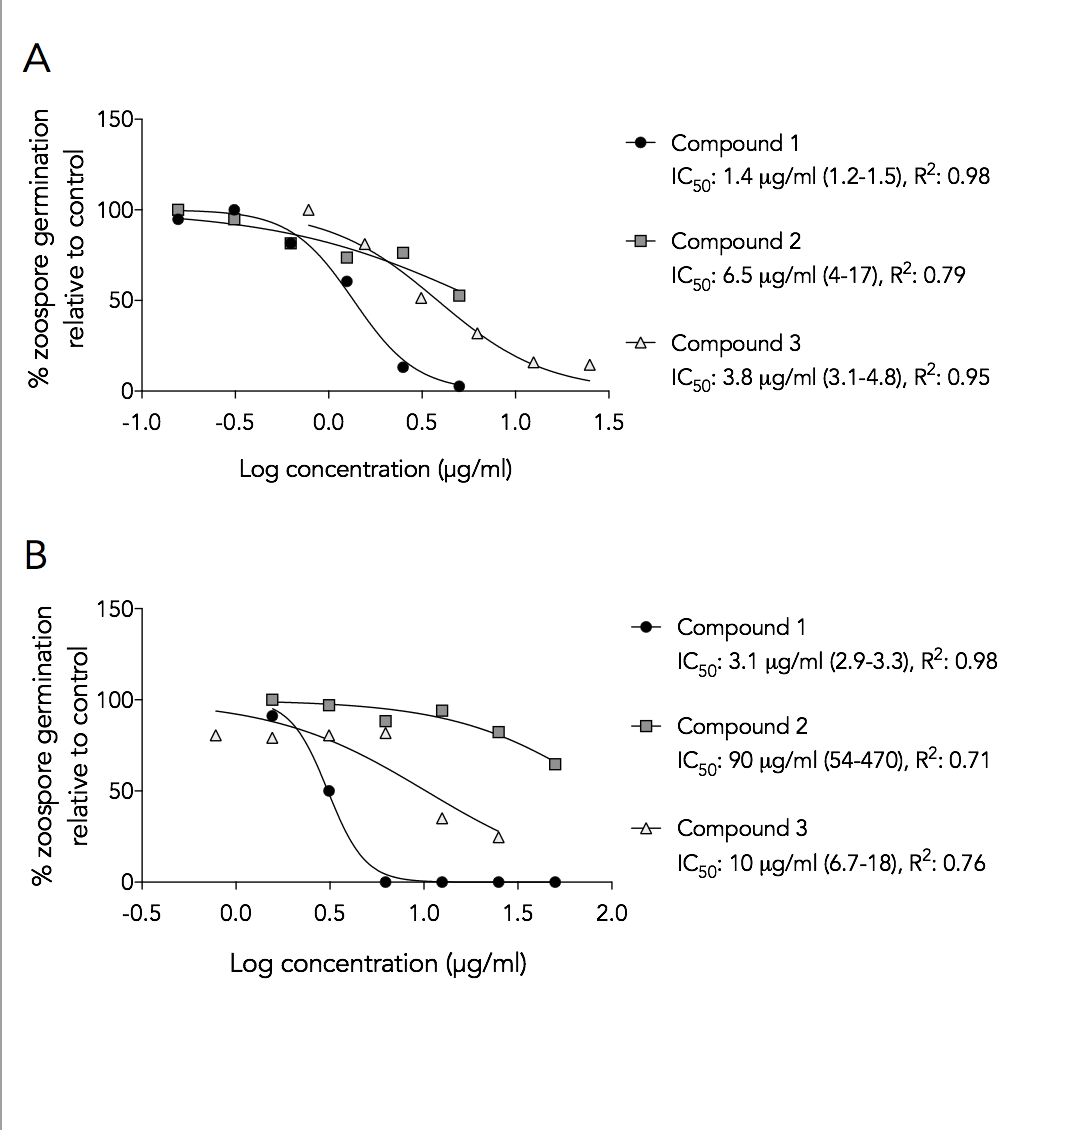 A
% zoospore germination
relative to control
150
100
50
0
-1.0 -0.5 0.0 0.5 1.0 1.5
Log concentration (µg/ml)
Compound 1
IC50: 1.4 µg/ml (1.2-1.5), R2: 0.98
Compound 2
IC50: 6.5 µg/ml (4-17), R2: 0.79
Compound 3
IC50: 3.8 µg/ml (3.1-4.8), R2: 0.95
B
% zoospore germination
relative to control
150
100
50
0
-0.5 0.0 0.5 1.0 1.5 2.0
Log concentration (µg/ml)
Compound 1
IC50: 3.1 µg/ml (2.9-3.3), R2: 0.98
Compound 2
IC50: 90 µg/ml (54-470), R2: 0.71
Compound 3
IC50: 10 µg/ml (6.7-18), R2: 0.76